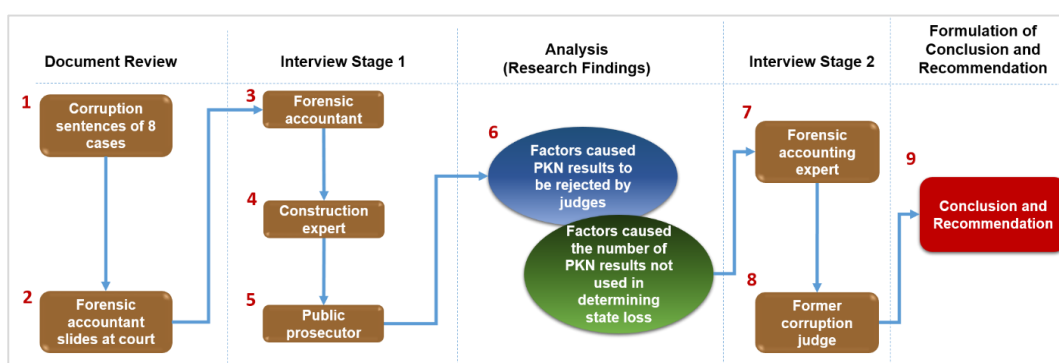 Document Review
1
Corruption
sentences of 8
cases
2
Forensic
accountant
slides at court
Interview Stage 1
3
Forensic
accountant
4
Construction
expert
5
Public
prosecutor
Analysis
(Research Findings)
6
Factors caused
PKN results to
be rejected by
judges
Factors caused
the number of
PKN results not
used in
determining
state loss
Interview Stage 2
7
Forensic
accounting
expert
8
Former
corruption
judge
Formulation of
Conclusion and
Recommendation
9
Conclusion and
Recommendation